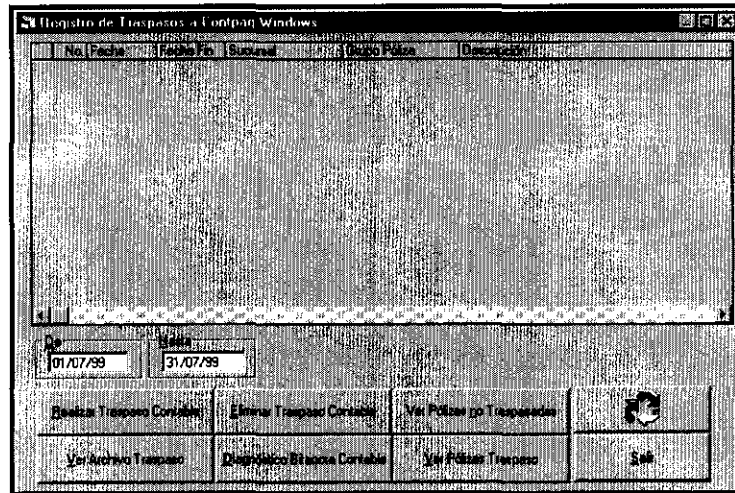 Registro de Traspasos a Contpaq Windows
No. Fecha Fecha Fin Sucursal Grupo Póliza Descripción
De Hasta
01/07/99 31/07/99
Realizar Traspaso Contable Eliminar Traspaso Contable Ver Pólizas no Traspasadas
Ver Archivo Traspaso Diagnóstico Bitácora Contable Ver Pólizas Traspaso Salir